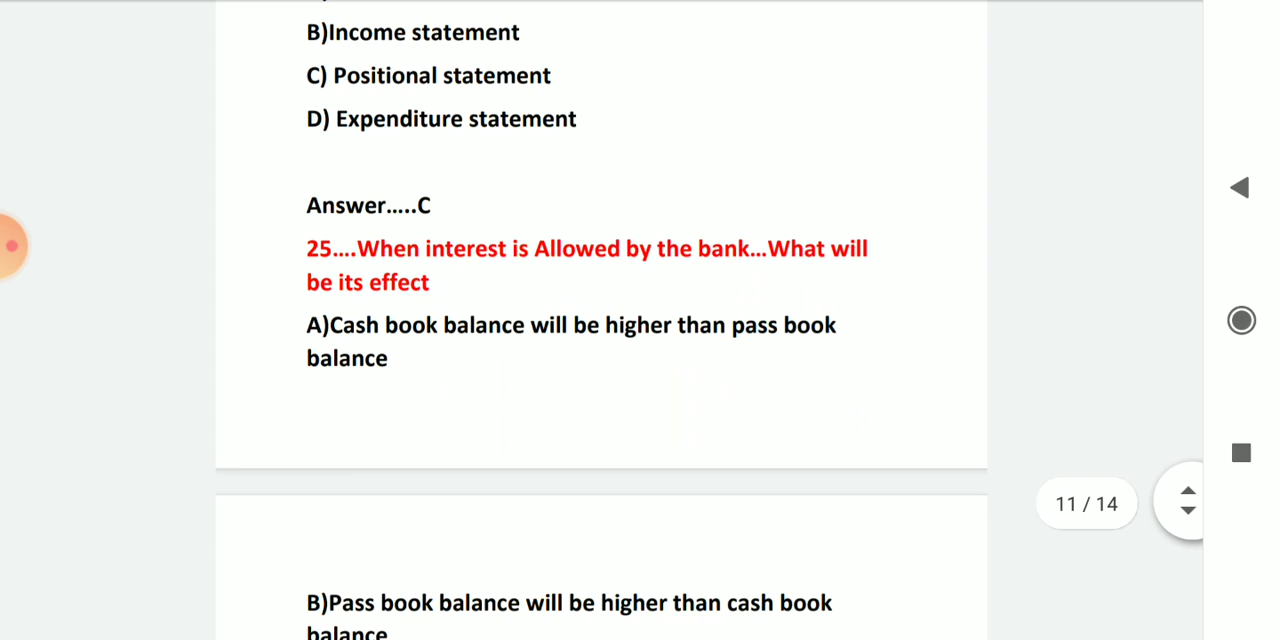 B)Income statement
C) Positional statement
D) Expenditure statement
Answer.....C
25....When interest is Allowed by the bank...What will
be its effect
A)Cash book balance will be higher than pass book
balance
11 / 14
B)Pass book balance will be higher than cash book
balance